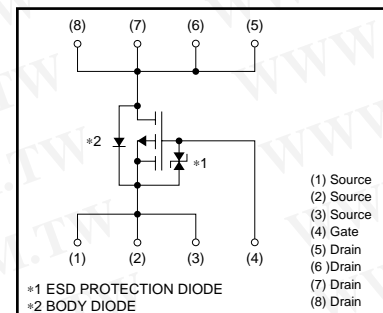 (8) (7) (6) (5)
∗2
∗1
(1) (2) (3) (4)
(1) Source
(2) Source
(3) Source
(4) Gate
(5) Drain
(6 )Drain
(7) Drain
(8) Drain
∗1 ESD PROTECTION DIODE
∗2 BODY DIODE